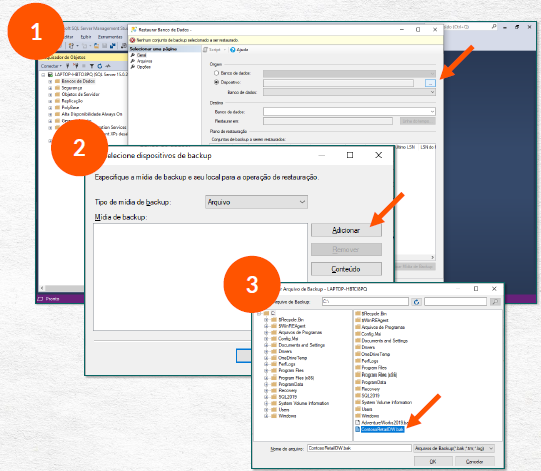 1
Microsoft SQL Server Management Studio
Editar Exibir Ferramentas
Pesquisador de Objetos
Conectar
LAPTOP-HBTCI8PQ (SQL Server 15.0.2
Bancos de Dados
Segurança
Objetos de Servidor
Replicação
PolyBase
Alta Disponibilidade Always On
Pronto
Restaurar Banco de Dados -
Nenhum conjunto de backup selecionado a ser restaurado.
Selecionar uma página
Geral
Arquivos
Opções
Script
Ajuda
Origem
Banco de dados:
Dispositivo:
...
Banco de dados:
Destino
Banco de dados:
Restaurar em:
Plano de restauração
Conjuntos de backup a serem restaurados:
2
Selecione dispositivos de backup
Especifique a mídia de backup e seu local para a operação de restauração.
Tipo de mídia de backup:
Arquivo
Mídia de backup:
Adicionar
Remover
Conteúdo
3
Arquivo de Backup - LAPTOP-HBTCI8PQ
Arquivo de Backup:
C:\
C:
$Recycle.Bin
$WinREAgent
Arquivos de Programas
Config.Msi
Documents and Settings
Drivers
OneDriveTemp
PerfLogs
Program Files
Program Files (x86)
ProgramData
Recovery
SQL2019
System Volume Information
Users
Windows
$Recycle.Bin
$WinREAgent
Arquivos de Programas
Config.Msi
Documents and Settings
Drivers
OneDriveTemp
PerfLogs
Program Files
Program Files (x86)
ProgramData
Recovery
SQL2019
System Volume Information
Users
Windows
AdventureWorks2019.bak
ContosoRetailDW.bak
Nome do arquivo:
ContosoRetailDW.bak
Arquivos de Backup(*.bak;*.trn;*.log)
OK
Cancelar